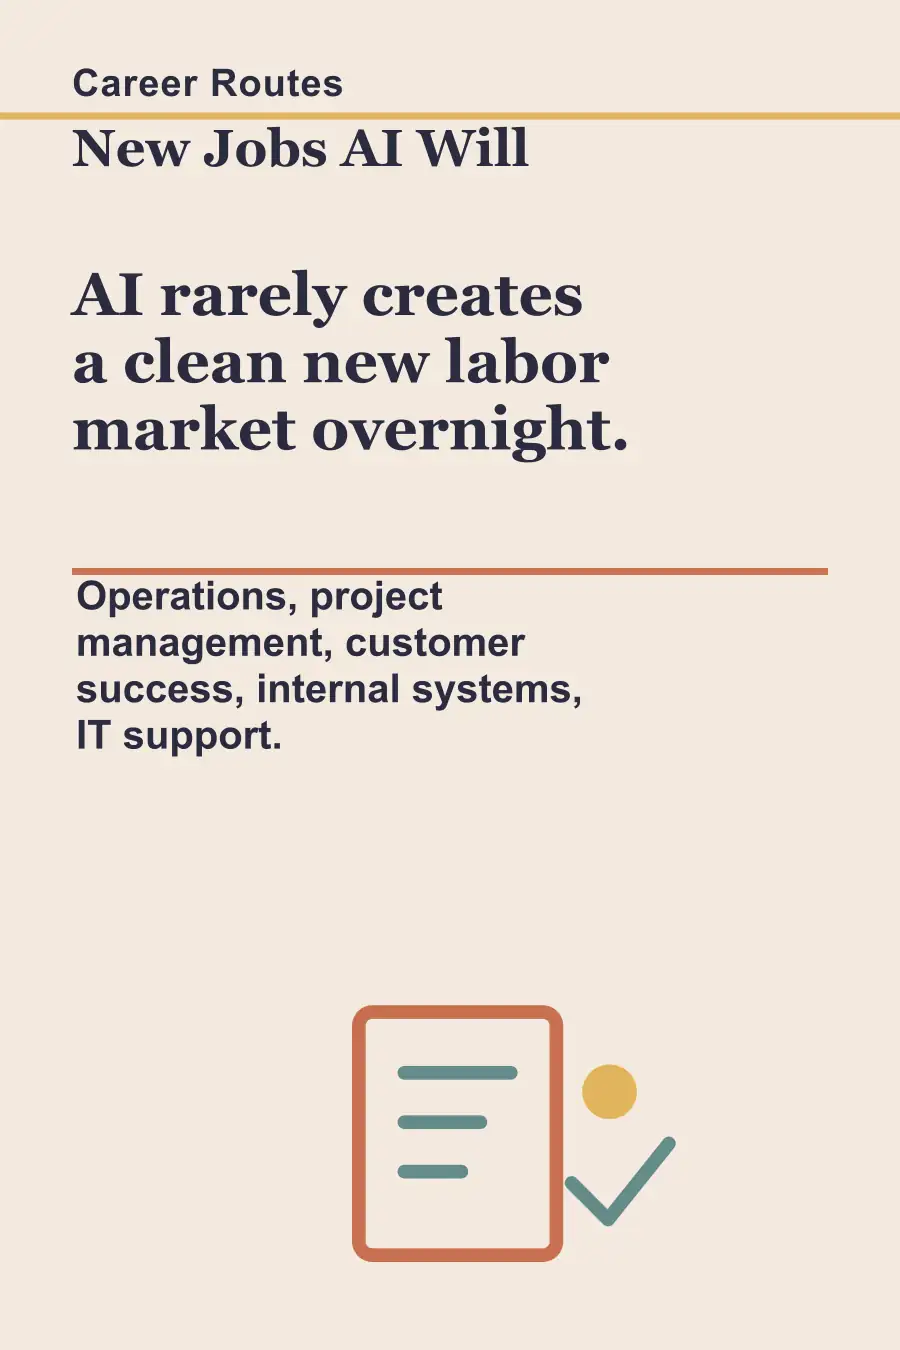 Career Routes
New Jobs AI Will
AI rarely creates
a clean new labor
market overnight.
Operations, project
management, customer
success, internal systems,
IT support.